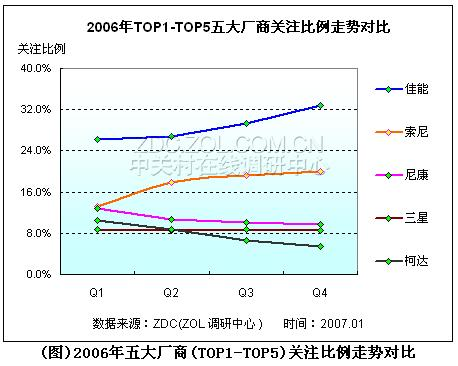 2006年TOP1-TOP5五大厂商关注比例走势对比
关注比例
40.0%
32.0%
24.0%
16.0%
8.0%
0.0%
Q1 Q2 Q3 Q4
佳能
索尼
尼康
三星
柯达
ZDC.ZOL.COM.CN
中关村在线调研中心
数据来源:ZDC(ZOL调研中心) 时间:2007.01
(图)2006年五大厂商(TOP1-TOP5)关注比例走势对比